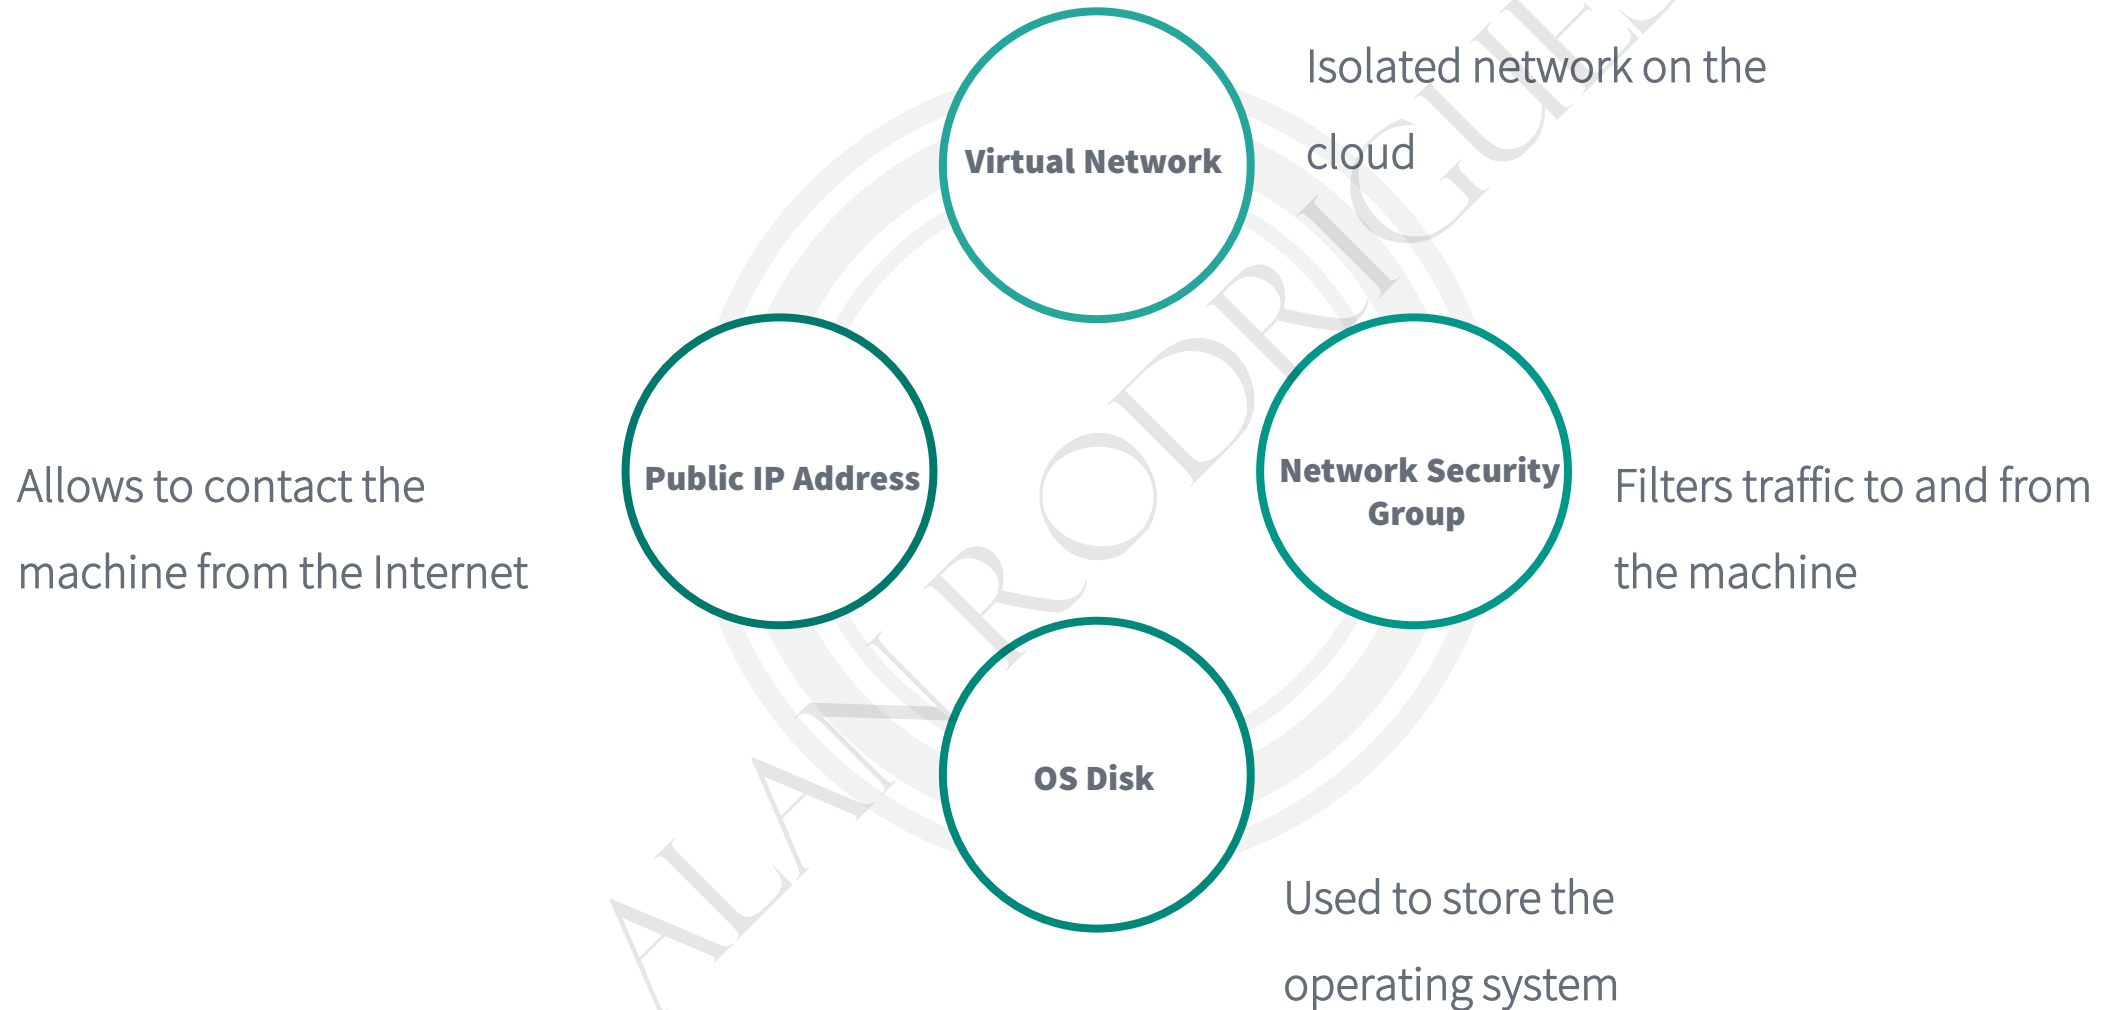 Isolated network on the
cloud
Virtual Network
Public IP Address
Allows to contact the
machine from the Internet
Network Security
Group
Filters traffic to and from
the machine
OS Disk
Used to store the
operating system
ALAN RODRIGUES